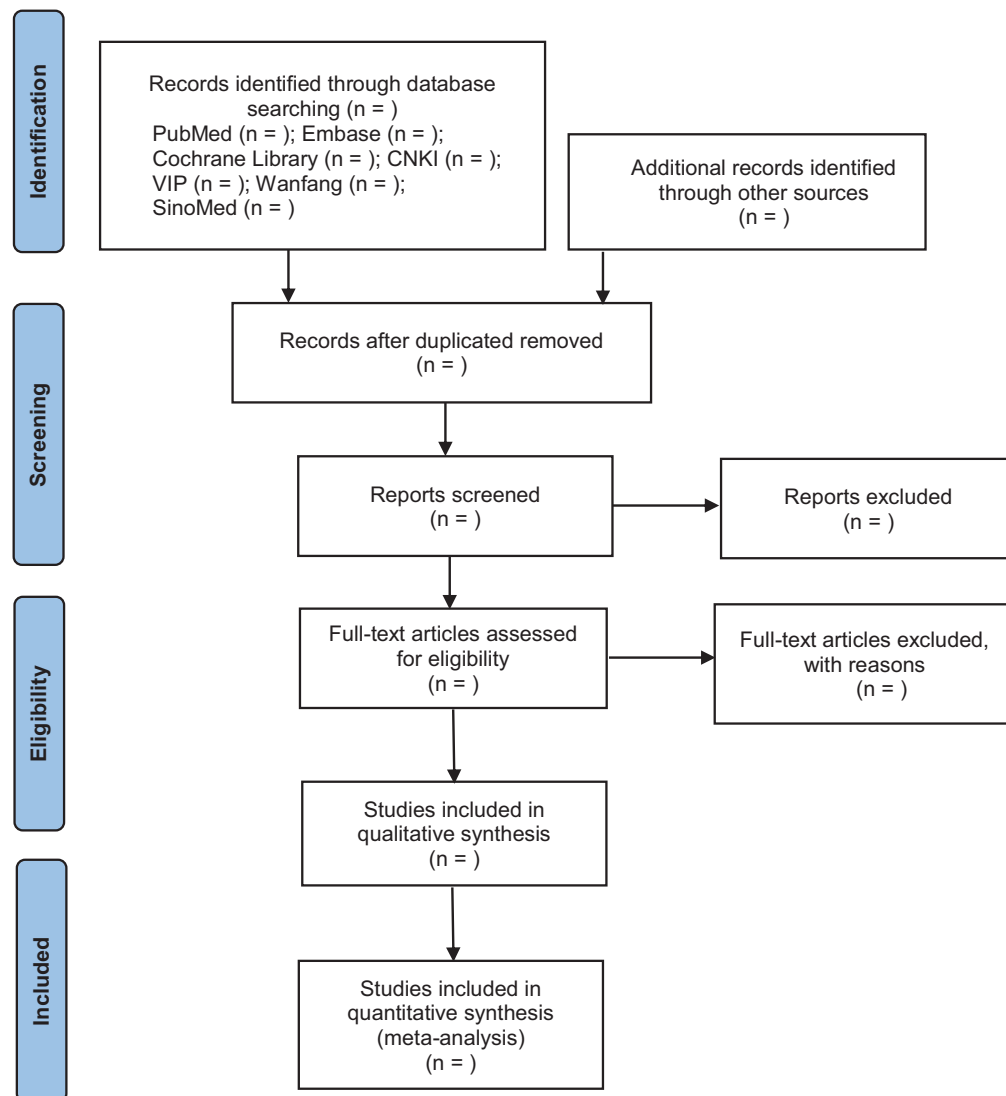 Identification
Records identified through database
searching (n = )
PubMed (n = ); Embase (n = );
Cochrane Library (n = ); CNKI (n = );
VIP (n = ); Wanfang (n = );
SinoMed (n = )
Additional records identified
through other sources
(n = )
Screening
Records after duplicated removed
(n = )
Reports screened
(n = )
Reports excluded
(n = )
Eligibility
Full-text articles assessed
for eligibility
(n = )
Full-text articles excluded,
with reasons
(n = )
Studies included in
qualitative synthesis
(n = )
Included
Studies included in
quantitative synthesis
(meta-analysis)
(n = )